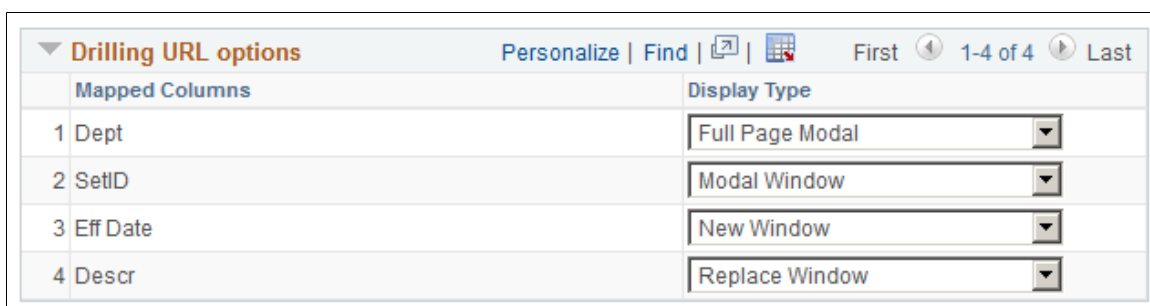 Drilling URL options Personalize | Find | | First 1-4 of 4 Last
Mapped Columns Display Type
1 Dept Full Page Modal
2 SetID Modal Window
3 Eff Date New Window
4 Descr Replace Window